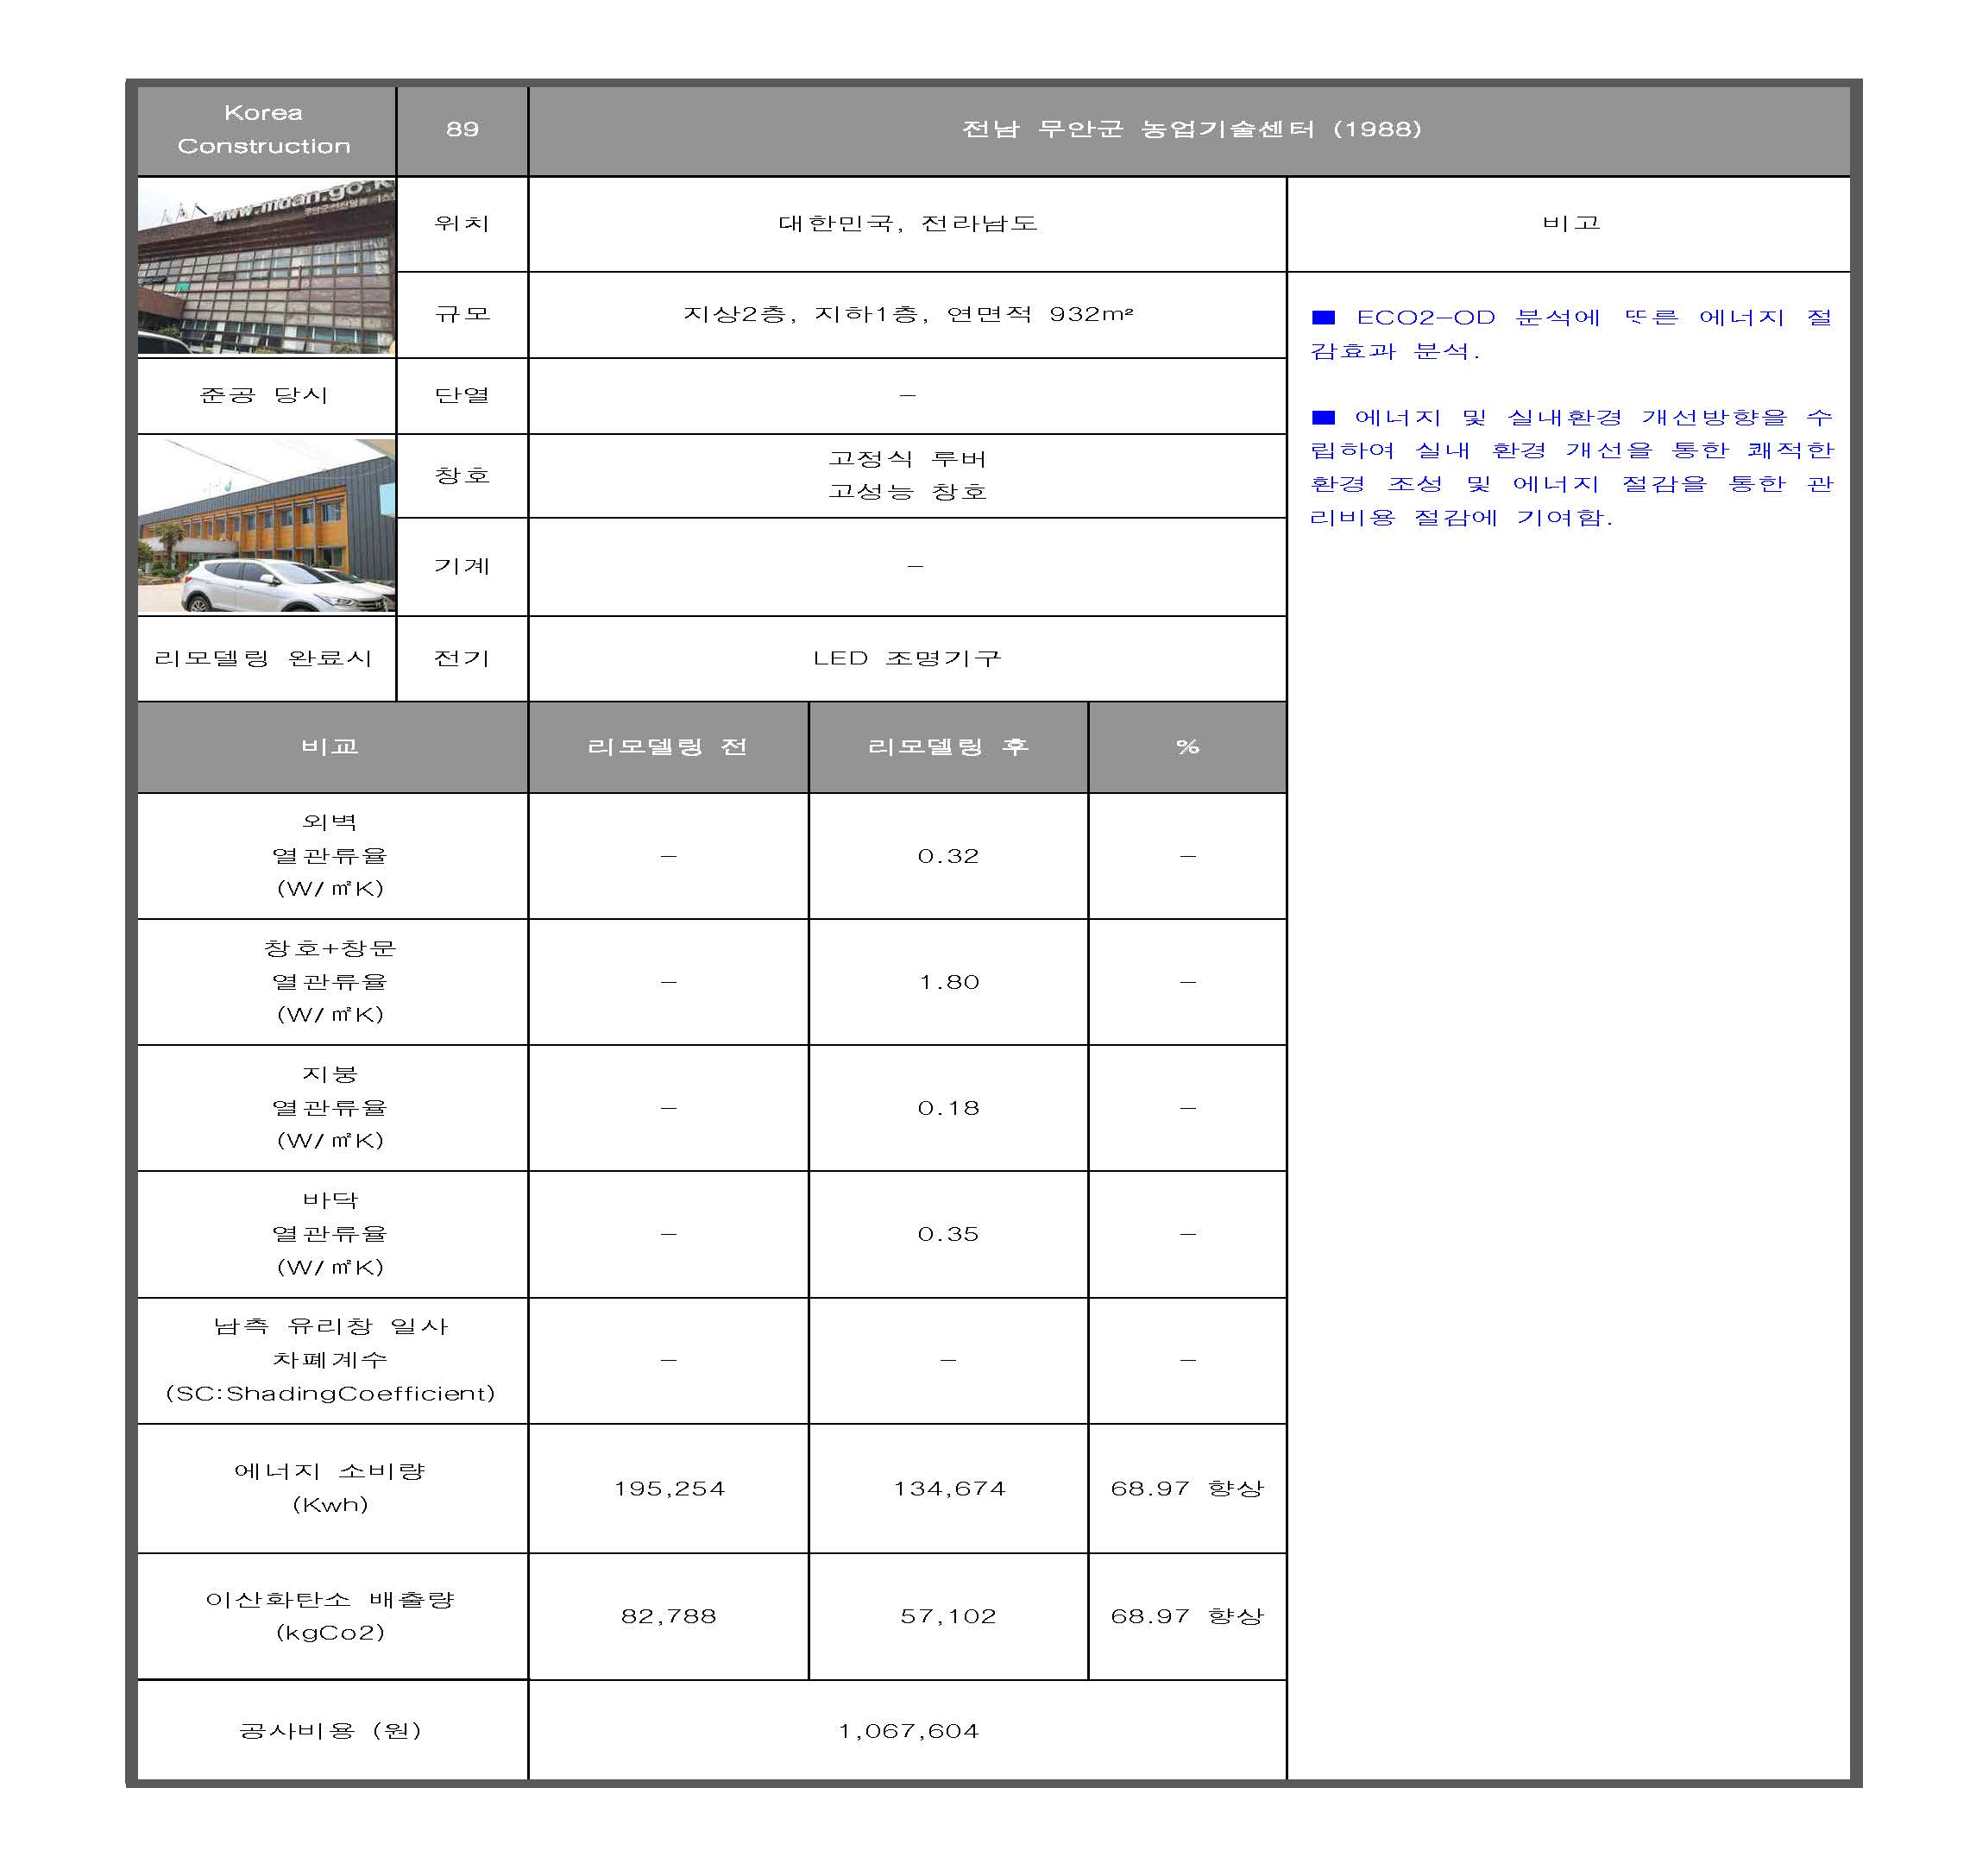 Korea
Construction
89
전남 무안군 농업기술센터 (1988)
www.muan.go.k
위치
대한민국, 전라남도
비고
규모
지상2층, 지하1층, 연면적 932m²
준공 당시
단열
–
창호
고정식 루버
고성능 창호
기계
–
리모델링 완료시
전기
LED 조명기구
■ ECO2-OD 분석에 따른 에너지 절
감효과 분석.
■ 에너지 및 실내환경 개선방향을 수
립하여 실내 환경 개선을 통한 쾌적한
환경 조성 및 에너지 절감을 통한 관
리비용 절감에 기여함.
비교
리모델링 전
리모델링 후
%
외벽
열관류율
(W/㎡K)
–
0.32
–
창호+창문
열관류율
(W/㎡K)
–
1.80
–
지붕
열관류율
(W/㎡K)
–
0.18
–
바닥
열관류율
(W/㎡K)
–
0.35
–
남측 유리창 일사
차폐계수
(SC:ShadingCoefficient)
–
–
–
에너지 소비량
(Kwh)
195,254
134,674
68.97 향상
이산화탄소 배출량
(kgCo2)
82,788
57,102
68.97 향상
공사비용 (원)
1,067,604